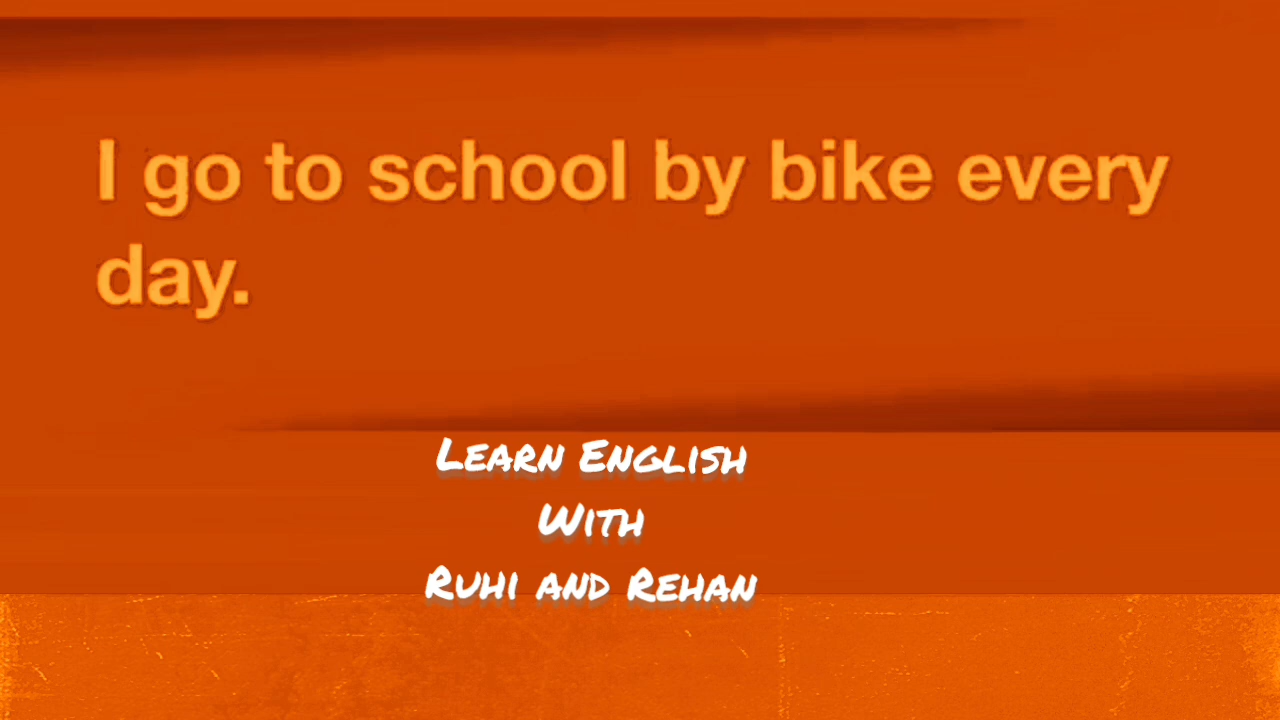 I go to school by bike every
day.
Learn English
With
Ruhi and Rehan